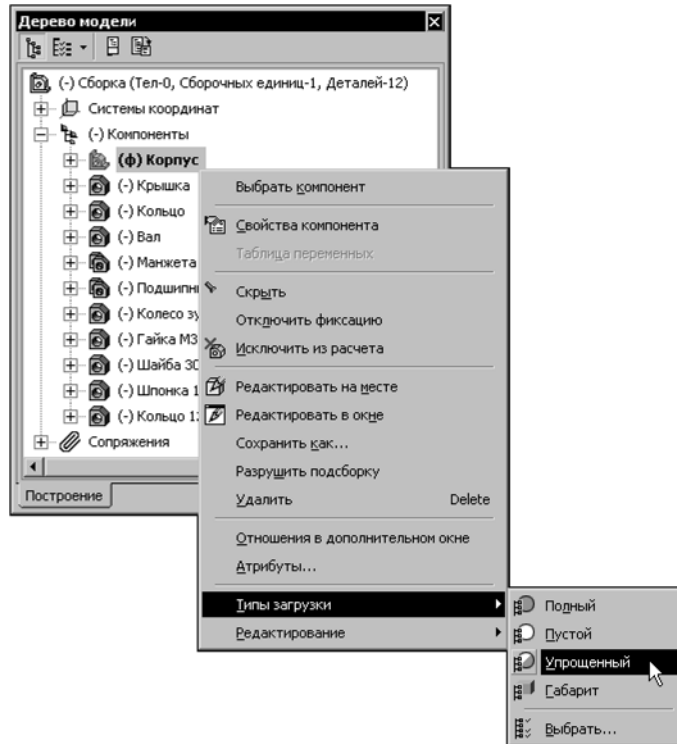 Дерево модели
(-) Сборка (Тел-0, Сборочных единиц-1, Деталей-12)
Системы координат
(-) Компоненты
(ф) Корпус
(-) Крышка
(-) Кольцо
(-) Вал
(-) Манжета
(-) Подшипни
(-) Колесо зу
(-) Гайка М3
(-) Шайба 30
(-) Шпонка 1
(-) Кольцо 12
Сопряжения
Построение
Выбрать компонент
Свойства компонента
Таблица переменных
Скрыть
Отключить фиксацию
Исключить из расчета
Редактировать на месте
Редактировать в окне
Сохранить как...
Разрушить подсборку
Удалить Delete
Отношения в дополнительном окне
Атрибуты...
Типы загрузки
Редактирование
Полный
Пустой
Упрощенный
Габарит
Выбрать...